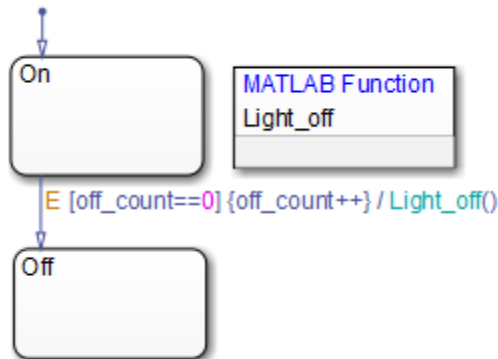 On
MATLAB Function
Light_off
E [off_count==0] {off_count++} / Light_off()
Off